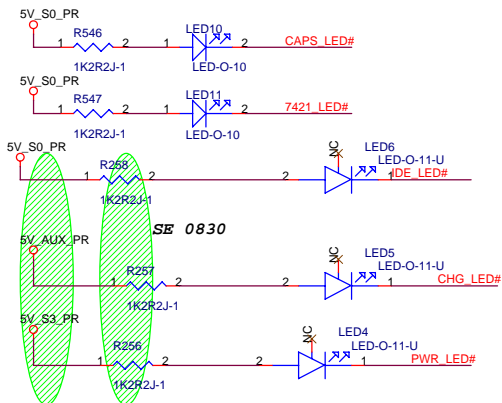 5V_S0_PR
R546
LED10
1
2
1
2
CAPS_LED#
1K2R2J-1
LED-O-10
5V_S0_PR
R547
LED11
1
2
1
2
7421_LED#
1K2R2J-1
LED-O-10
5V_S0_PR
NC
LED6
LED-O-11-U
R258
1
2
2
1
IDE_LED#
1K2R2J-1
SE 0830
5V_AUX_PR
NC
LED5
LED-O-11-U
R257
1
2
2
1
CHG_LED#
1K2R2J-1
5V_S3_PR
NC
LED4
LED-O-11-U
R256
1
2
2
1
PWR_LED#
1K2R2J-1